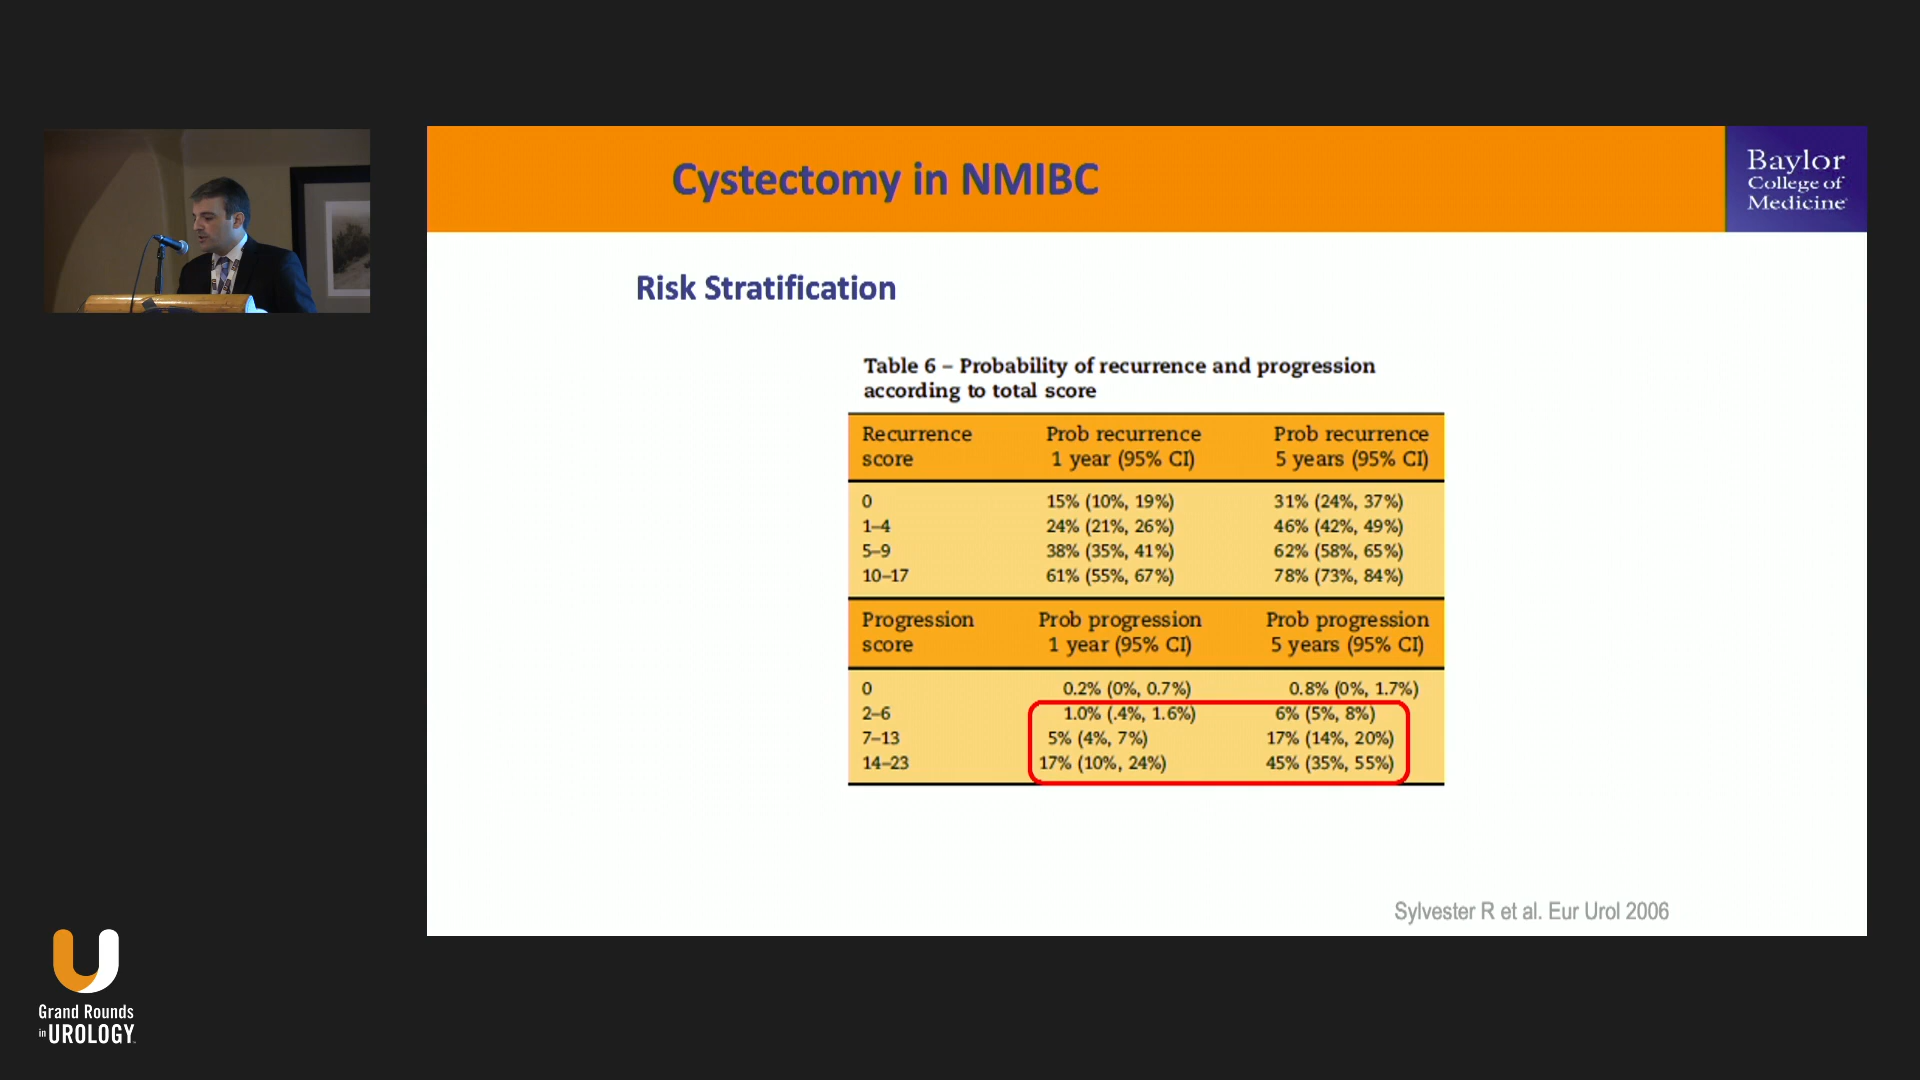 Cystectomy in NMIBC
Baylor
College of
Medicine
Risk Stratification
Table 6 – Probability of recurrence and progression
according to total score
Recurrence score Prob recurrence 1 year (95% CI) Prob recurrence 5 years (95% CI)
0 15% (10%, 19%) 31% (24%, 37%)
1–4 24% (21%, 26%) 46% (42%, 49%)
5–9 38% (35%, 41%) 62% (58%, 65%)
10–17 61% (55%, 67%) 78% (73%, 84%)
Progression score Prob progression 1 year (95% CI) Prob progression 5 years (95% CI)
0 0.2% (0%, 0.7%) 0.8% (0%, 1.7%)
2–6 1.0% (.4%, 1.6%) 6% (5%, 8%)
7–13 5% (4%, 7%) 17% (14%, 20%)
14–23 17% (10%, 24%) 45% (35%, 55%)
Sylvester R et al. Eur Urol 2006
Grand Rounds
in UROLOGY